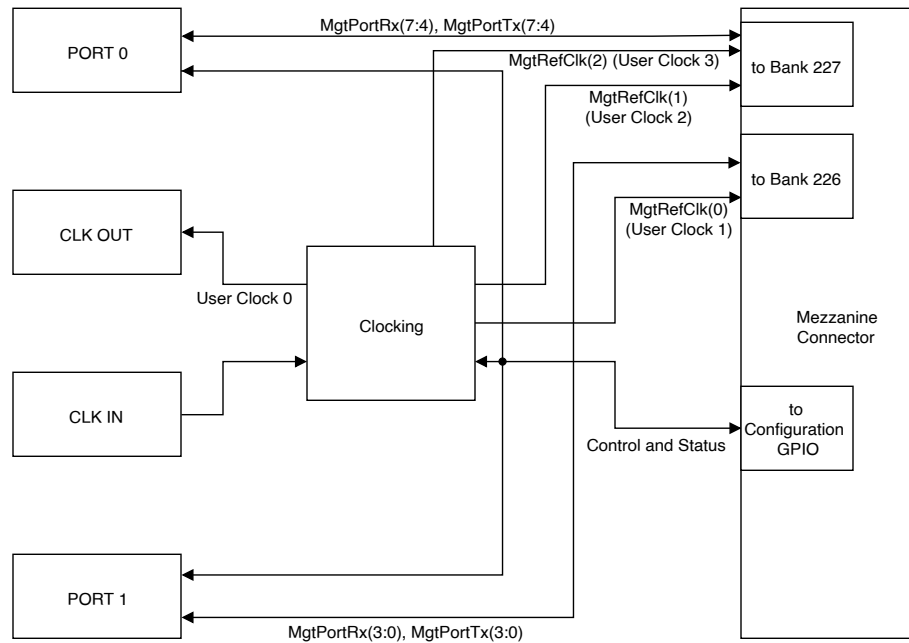 MgtPortRx(7:4), MgtPortTx(7:4)
PORT 0
MgtRefClk(2) (User Clock 3)
to Bank 227
MgtRefClk(1)
(User Clock 2)
to Bank 226
MgtRefClk(0)
(User Clock 1)
CLK OUT
User Clock 0
Clocking
Mezzanine
Connector
CLK IN
to
Configuration
GPIO
Control and Status
PORT 1
MgtPortRx(3:0), MgtPortTx(3:0)